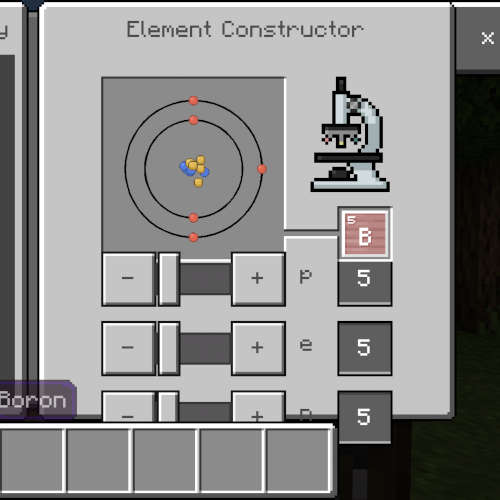 y
Element Constructor
x
5
B
- + p 5
- + e 5
- + n 5
Boron